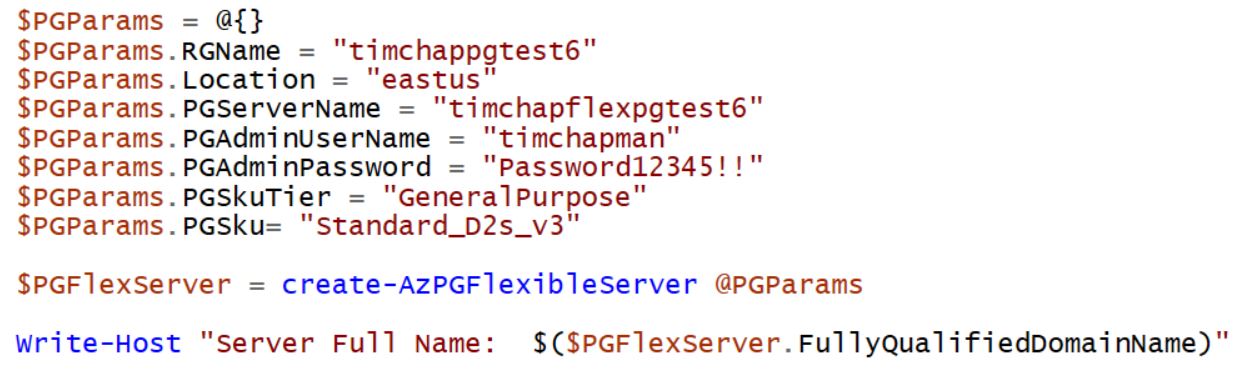 $PGParams = @{}
$PGParams.RGName = "timchappgtest6"
$PGParams.Location = "eastus"
$PGParams.PGServerName = "timchapflexpgtest6"
$PGParams.PGAdminUserName = "timchapman"
$PGParams.PGAdminPassword = "Password12345!!"
$PGParams.PGSkuTier = "GeneralPurpose"
$PGParams.PGSku= "Standard_D2s_v3"
$PGFlexServer = create-AzPGFlexibleServer @PGParams
Write-Host "Server Full Name:  $($PGFlexServer.FullyQualifiedDomainName)"